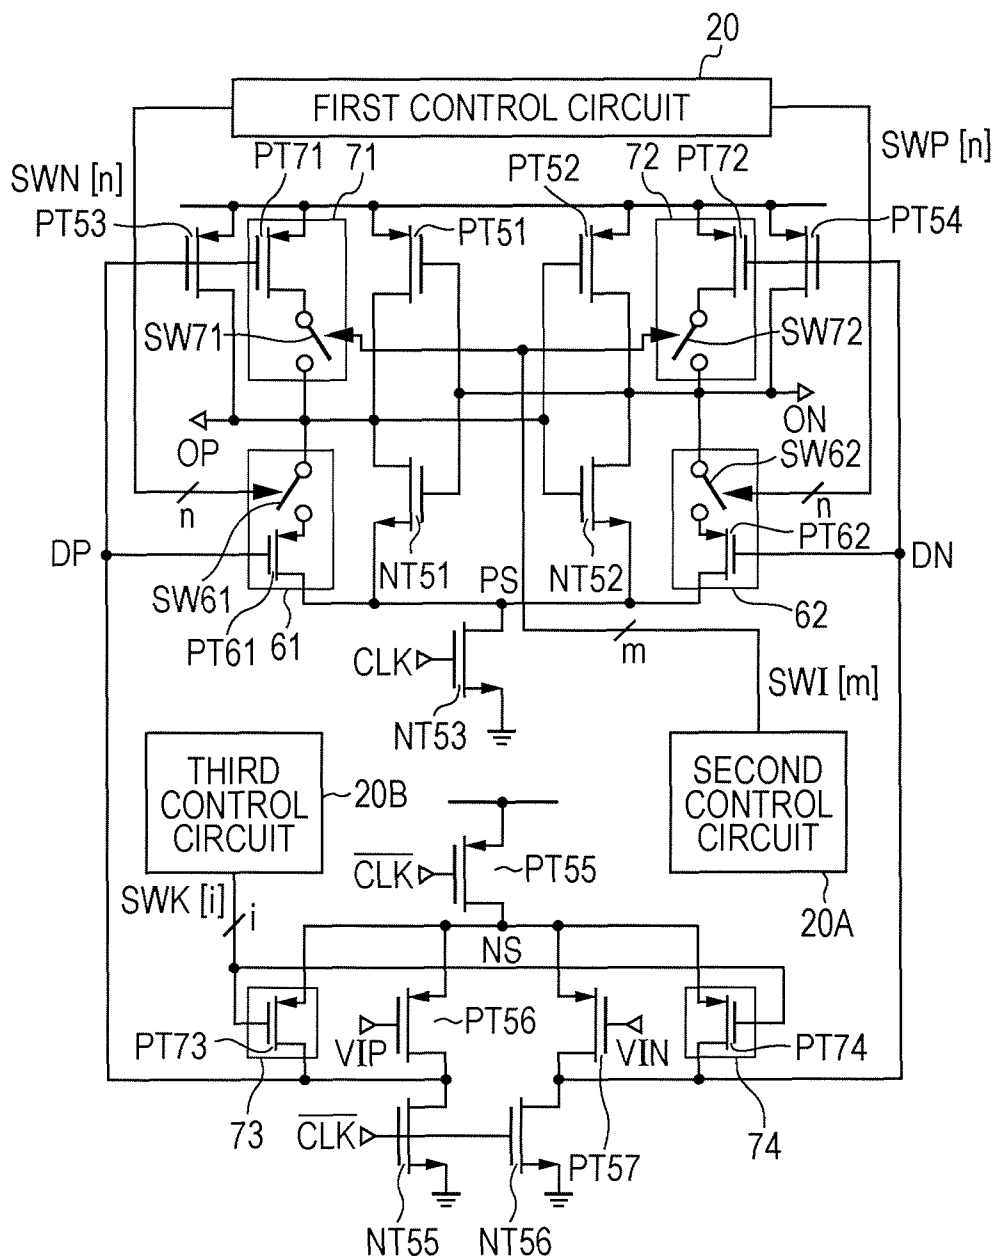 20
FIRST CONTROL CIRCUIT
SWN [n]
SWP [n]
PT71
71
PT52
72
PT72
PT53
PT51
PT54
SW71
SW72
OP
ON
SW62
n
n
DP
PT62
DN
SW61
NT51
PS
NT52
PT61
61
62
CLK
m
SWI [m]
NT53
THIRD
CONTROL
CIRCUIT
20B
SECOND
CONTROL
CIRCUIT
CLK
PT55
SWK [i]
i
20A
NS
PT73
VIP
PT56
VIN
PT74
73
CLK
74
PT57
NT55
NT56